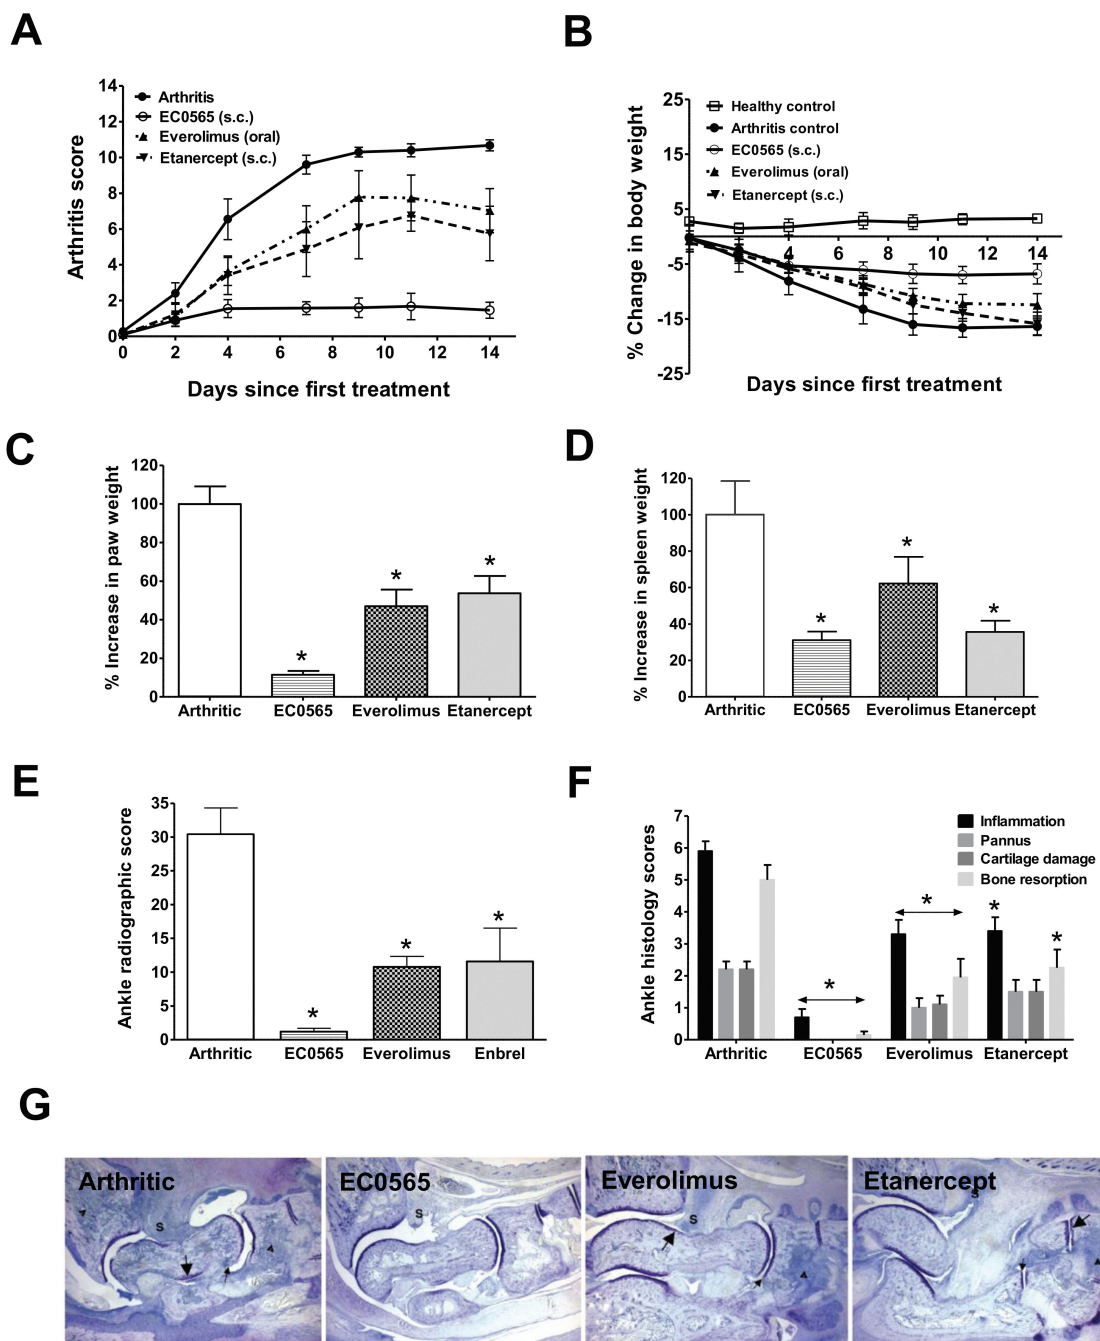 A
14
12
10
8
6
4
2
0
Arthritis
EC0565 (s.c.)
Everolimus (oral)
Etanercept (s.c.)
Arthritis score
0 2 4 6 8 10 12 14
Days since first treatment
B
25
15
5
-5
-15
-25
Healthy control
Arthritis control
EC0565 (s.c.)
Everolimus (oral)
Etanercept (s.c.)
% Change in body weight
2 4 6 8 10 12 14
Days since first treatment
C
120
100
80
60
40
20
0
% Increase in paw weight
* * *
Arthritic EC0565 Everolimus Etanercept
D
120
100
80
60
40
20
0
% Increase in spleen weight
* * *
Arthritic EC0565 Everolimus Etanercept
E
35
30
25
20
15
10
5
0
Ankle radiographic score
* * *
Arthritic EC0565 Everolimus Enbrel
F
7
6
5
4
3
2
1
0
Ankle histology scores
Inflammation
Pannus
Cartilage damage
Bone resorption
* * * *
Arthritic EC0565 Everolimus Etanercept
G
Arthritic EC0565 Everolimus Etanercept
S S S S